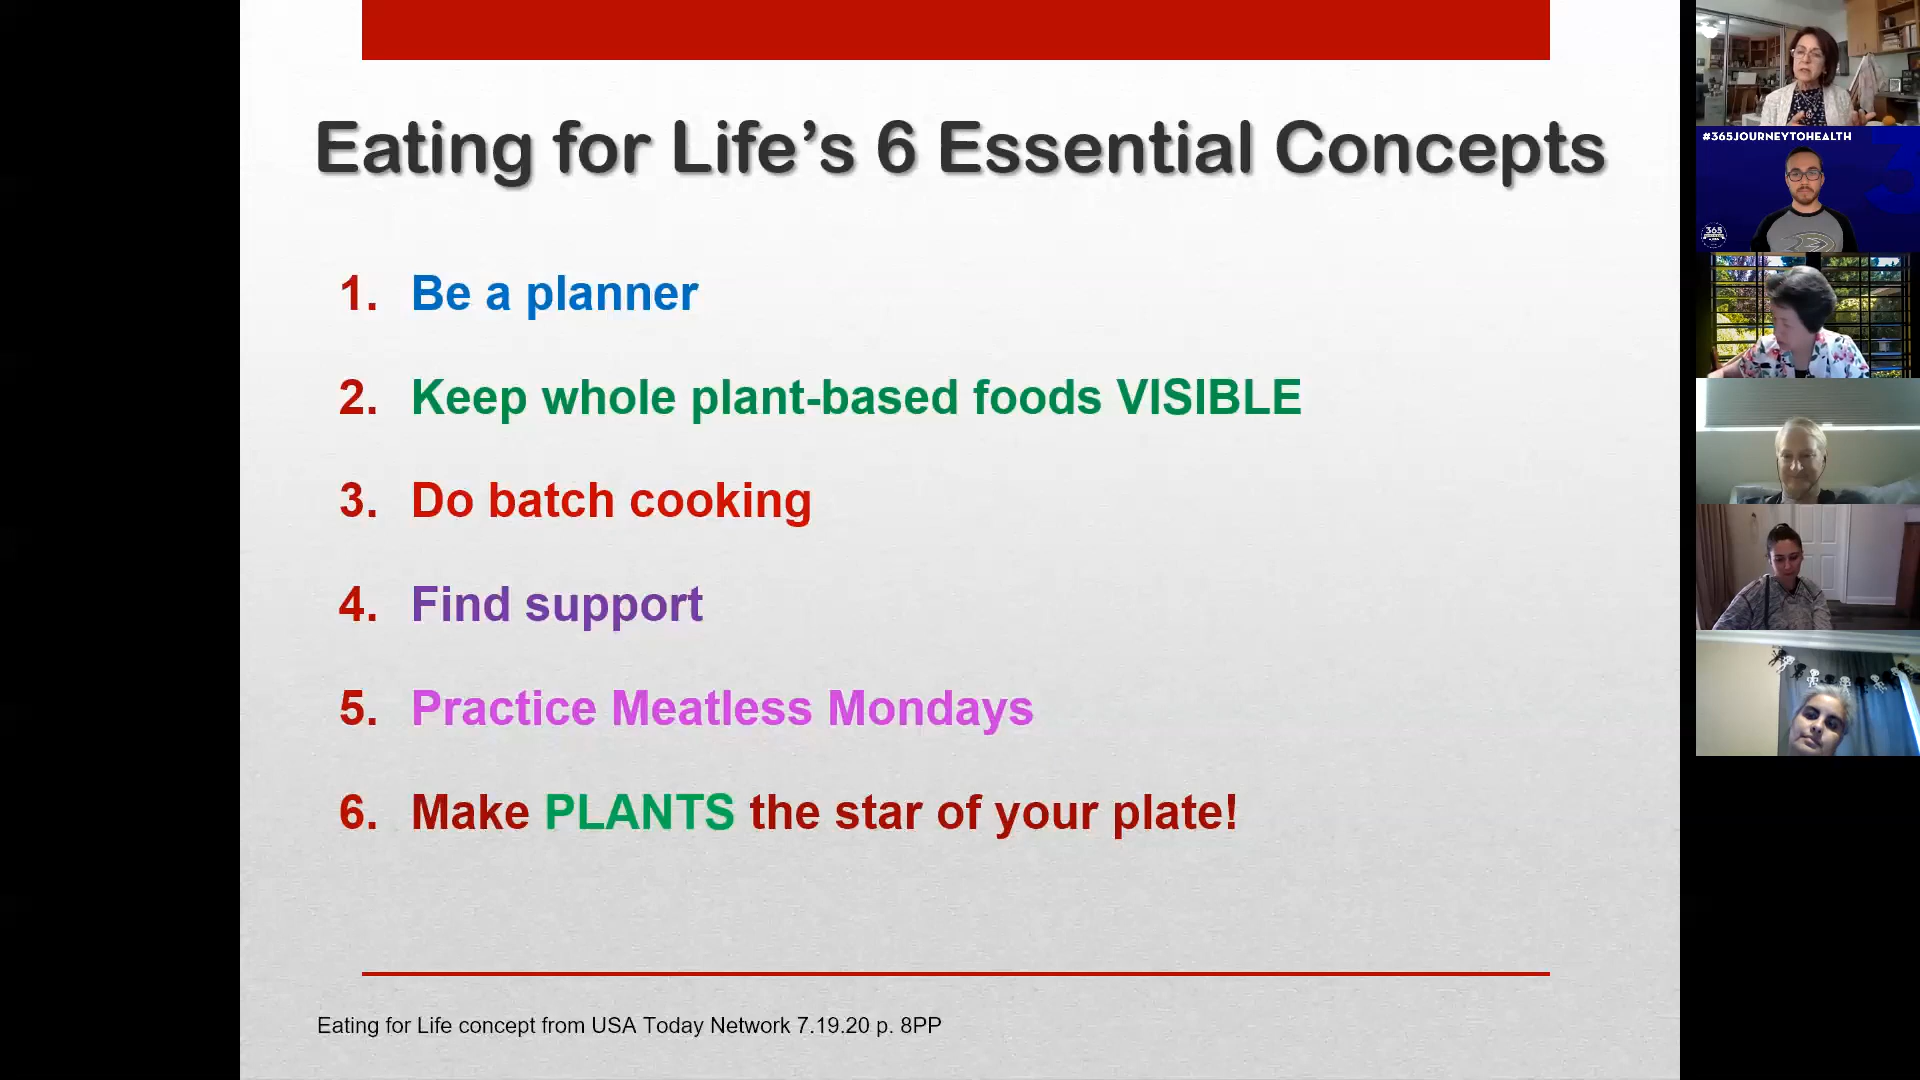 Eating for Life’s 6 Essential Concepts
1. Be a planner
2. Keep whole plant-based foods VISIBLE
3. Do batch cooking
4. Find support
5. Practice Meatless Mondays
6. Make PLANTS the star of your plate!
Eating for Life concept from USA Today Network 7.19.20 p. 8PP
#365JOURNEYTOHEALTH
365